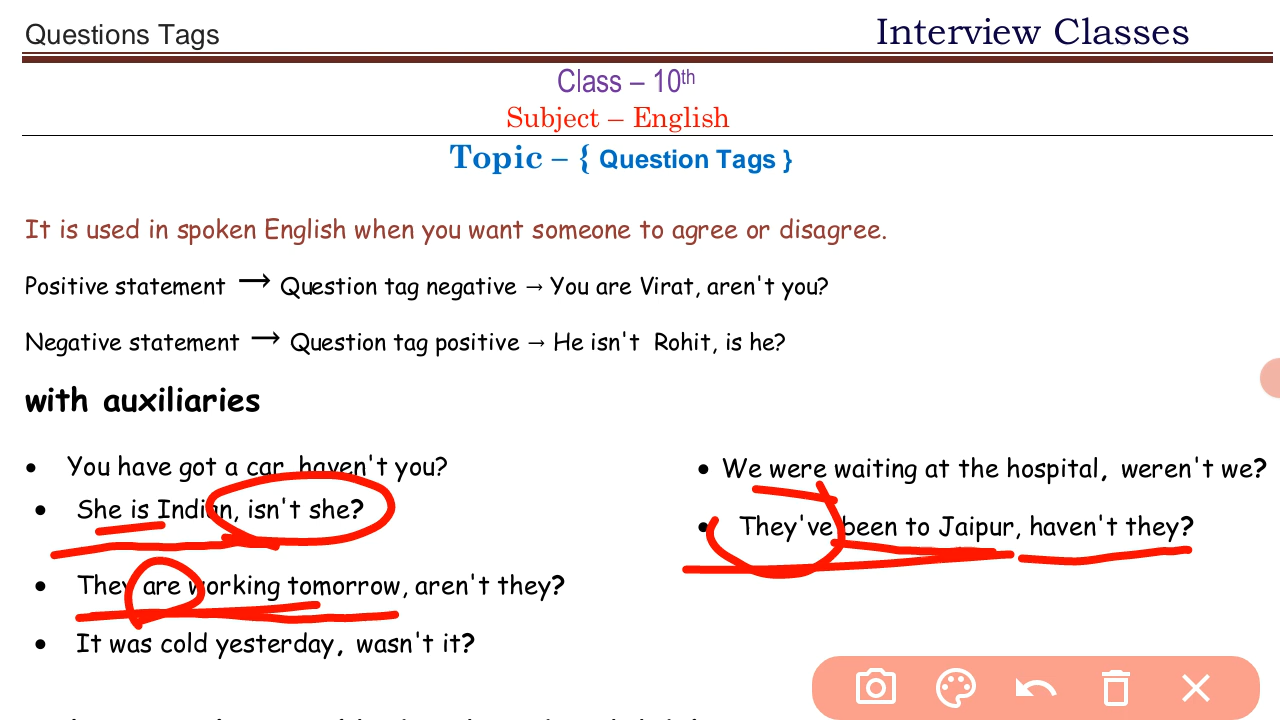 Questions Tags
Interview Classes
Class – 10th
Subject – English
Topic – { Question Tags }
It is used in spoken English when you want someone to agree or disagree.
Positive statement → Question tag negative → You are Virat, aren't you?
Negative statement → Question tag positive → He isn't Rohit, is he?
with auxiliaries
• You have got a car, haven't you?
• She is Indian, isn't she?
• They are working tomorrow, aren't they?
• It was cold yesterday, wasn't it?
• We were waiting at the hospital, weren't we?
• They've been to Jaipur, haven't they?